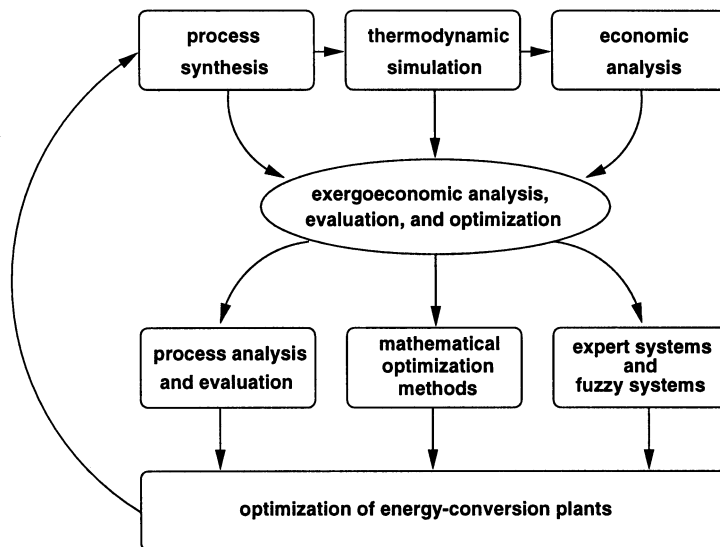 process
synthesis
thermodynamic
simulation
economic
analysis
exergoeconomic analysis,
evaluation, and optimization
process analysis
and evaluation
mathematical
optimization
methods
expert systems
and
fuzzy systems
optimization of energy-conversion plants